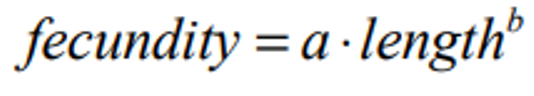 fecundity = a · length^b